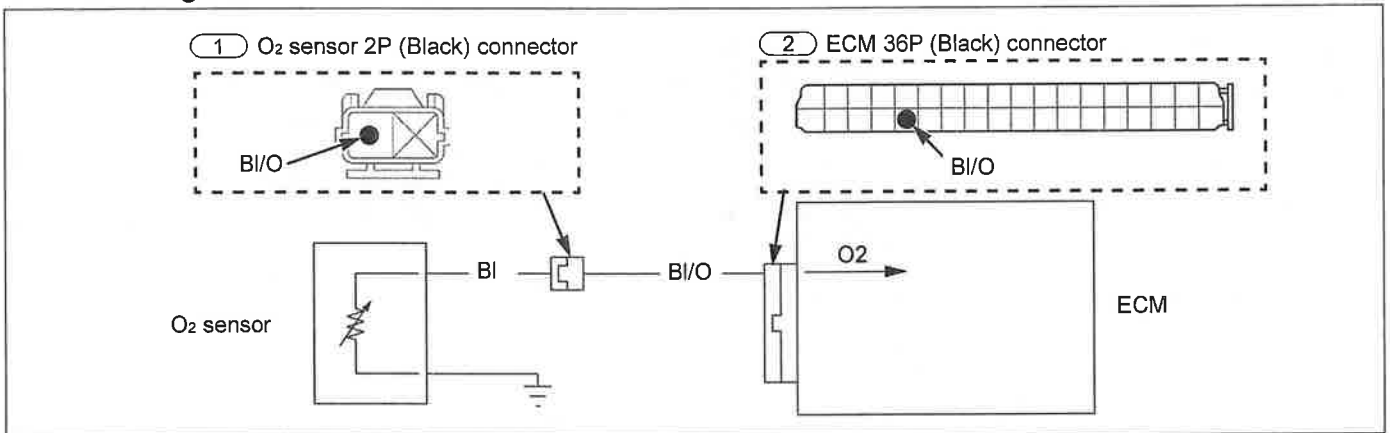 1 O2 sensor 2P (Black) connector
2 ECM 36P (Black) connector
Bl/O
Bl/O
Bl
Bl/O
O2
O2 sensor
ECM